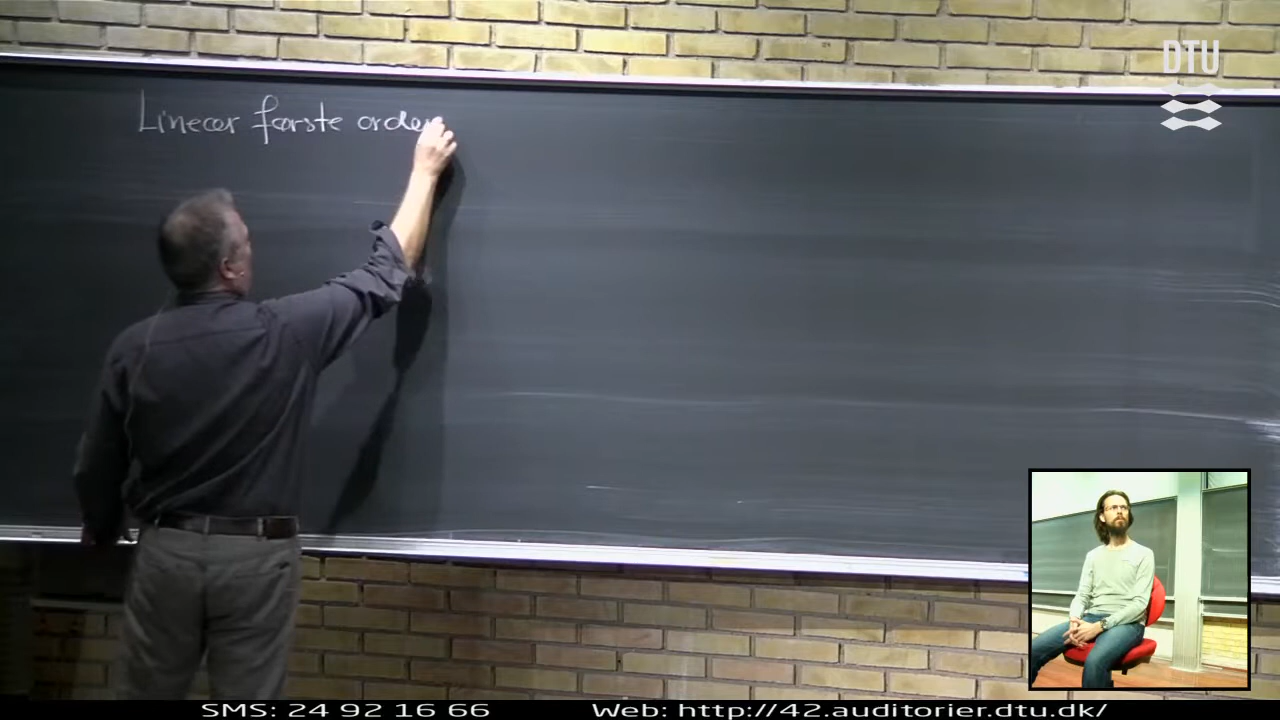 DTU
Lineær første orden
SMS: 24 92 16 66 Web: http://42.auditorier.dtu.dk/